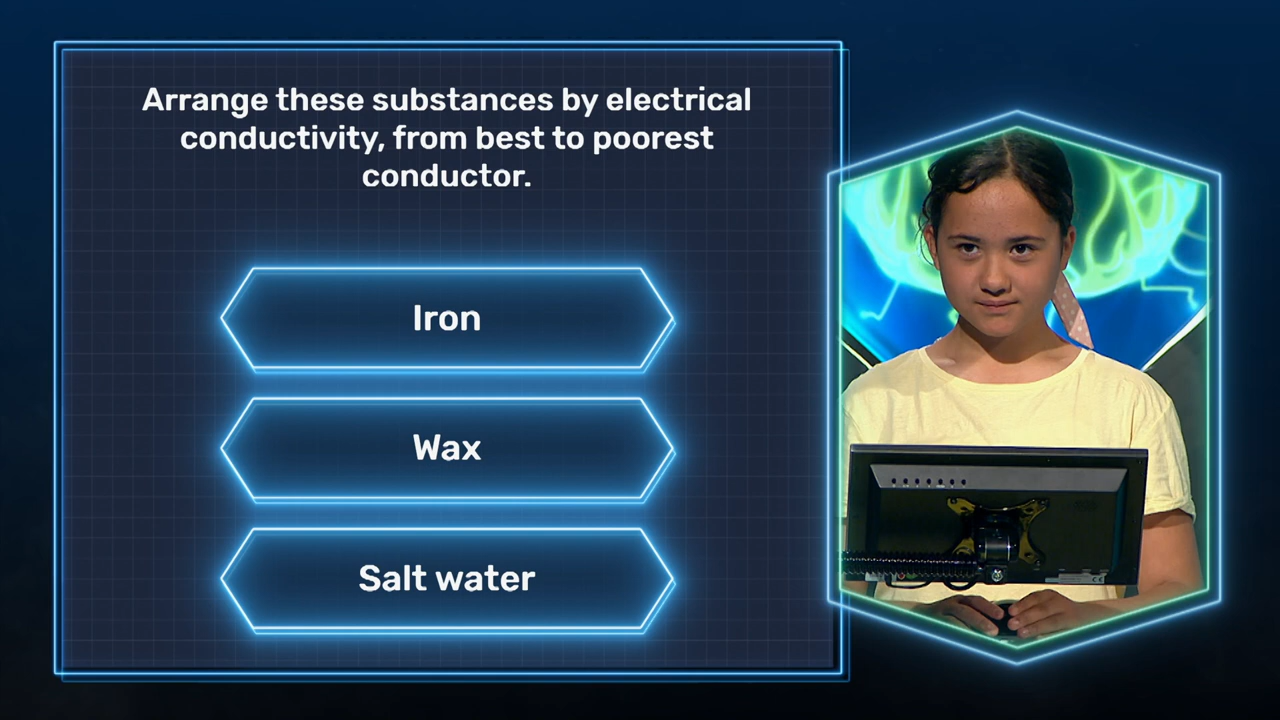 Arrange these substances by electrical
conductivity, from best to poorest
conductor.
Iron
Wax
Salt water